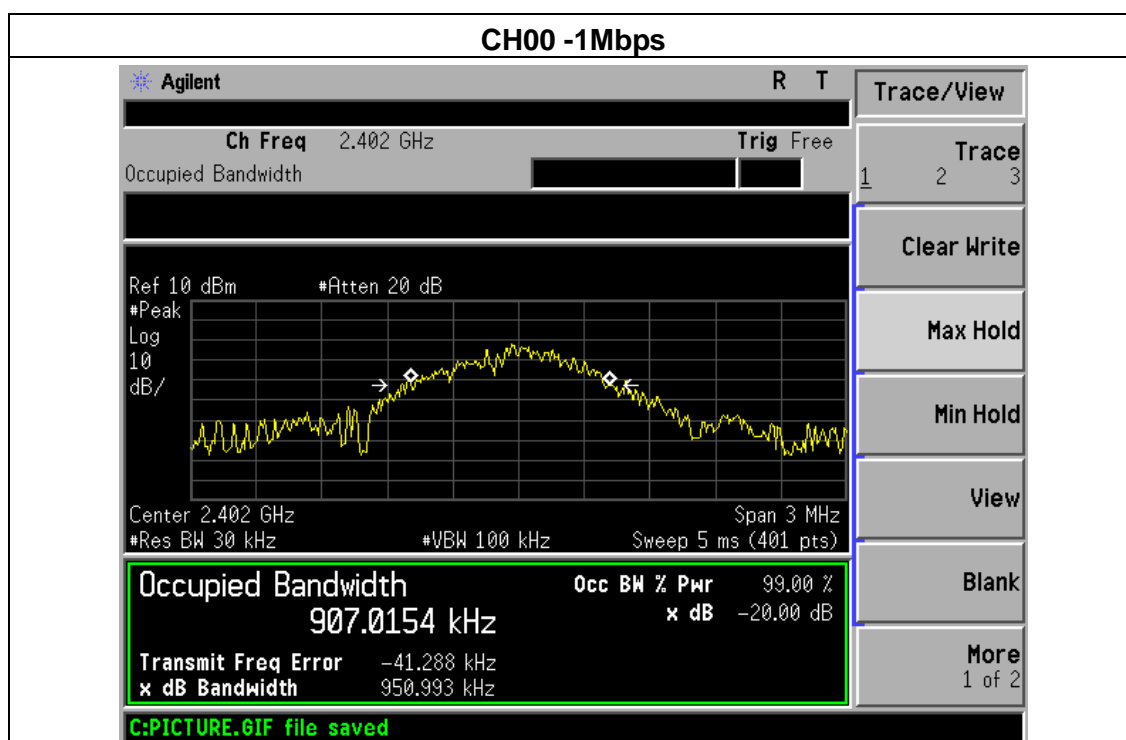 CH00 -1Mbps
Agilent R T
Trace/View
Ch Freq 2.402 GHz Trig Free
Occupied Bandwidth
Trace
1 2 3
Clear Write
Ref 10 dBm #Atten 20 dB
#Peak
Log
10
dB/
Max Hold
Min Hold
View
Center 2.402 GHz Span 3 MHz
#Res BW 30 kHz #VBW 100 kHz Sweep 5 ms (401 pts)
Occupied Bandwidth
907.0154 kHz
Occ BW % Pwr 99.00 %
x dB -20.00 dB
Transmit Freq Error -41.288 kHz
x dB Bandwidth 950.993 kHz
Blank
More
1 of 2
C:PICTURE.GIF file saved